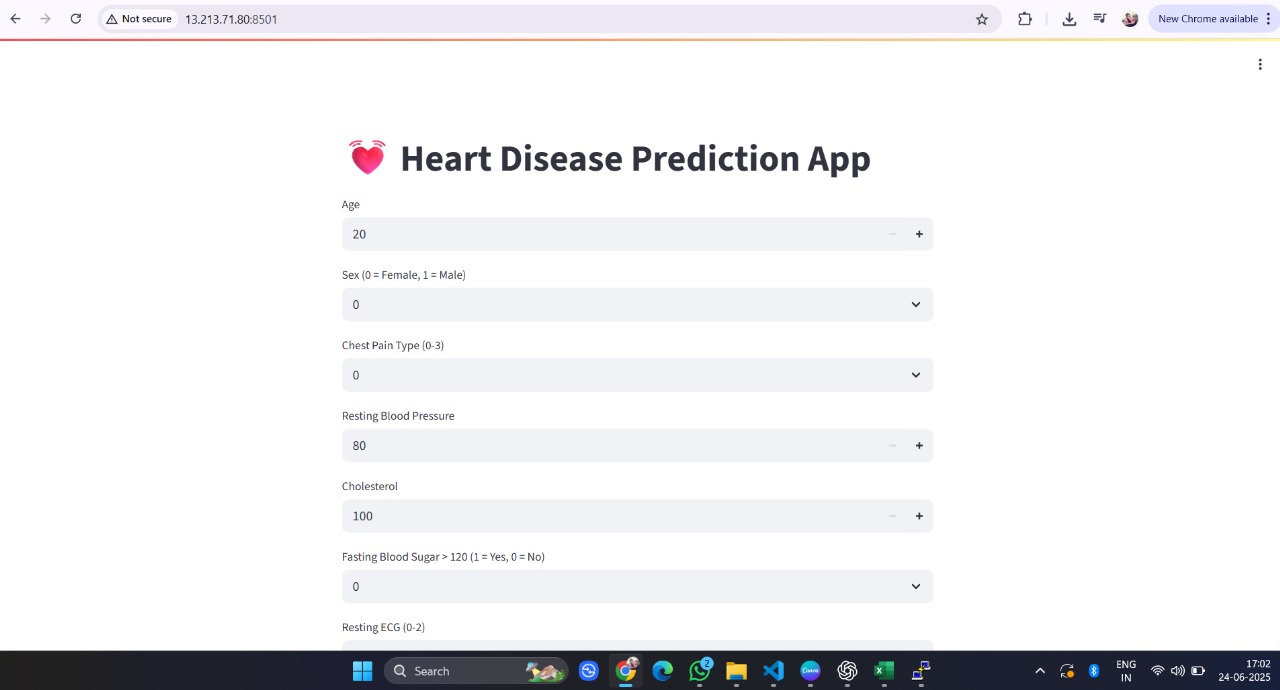 Not secure
13.213.71.80:8501
New Chrome available
Heart Disease Prediction App
Age
20
Sex (0 = Female, 1 = Male)
0
Chest Pain Type (0-3)
0
Resting Blood Pressure
80
Cholesterol
100
Fasting Blood Sugar > 120 (1 = Yes, 0 = No)
0
Resting ECG (0-2)
Search
Canva
2
ENG
IN
17:02
24-06-2025